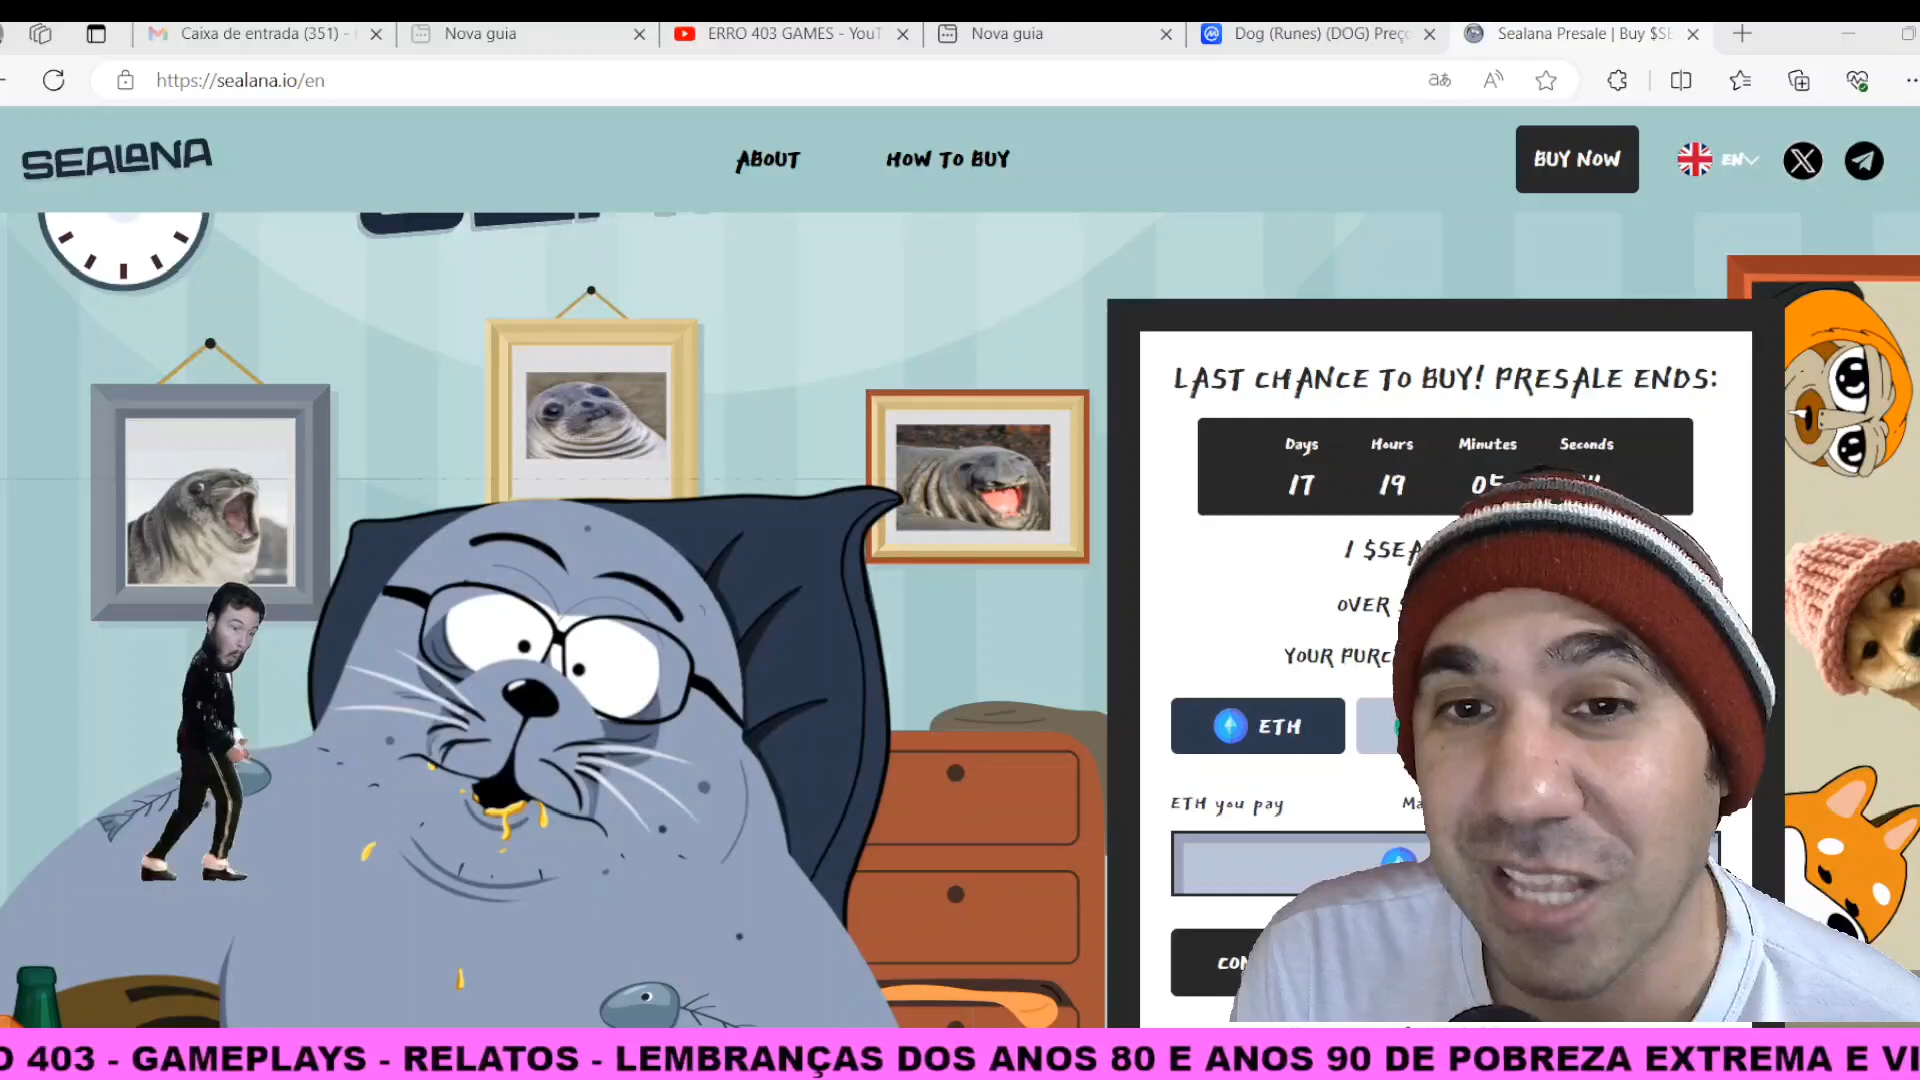 Caixa de entrada (351) -
Nova guia
ERRO 403 GAMES - YouT
Nova guia
Dog (Runes) (DOG) Preço
Sealana Presale | Buy $SE
https://sealana.io/en
SEALANA
ABOUT
HOW TO BUY
BUY NOW
EN
LAST CHANCE TO BUY! PRESALE ENDS:
Days Hours Minutes Seconds
17 19 05
1 $SEA
OVER
YOUR PURC
ETH
ETH you pay
Ma
CON
O 403 - GAMEPLAYS - RELATOS - LEMBRANÇAS DOS ANOS 80 E ANOS 90 DE POBREZA EXTREMA E VI